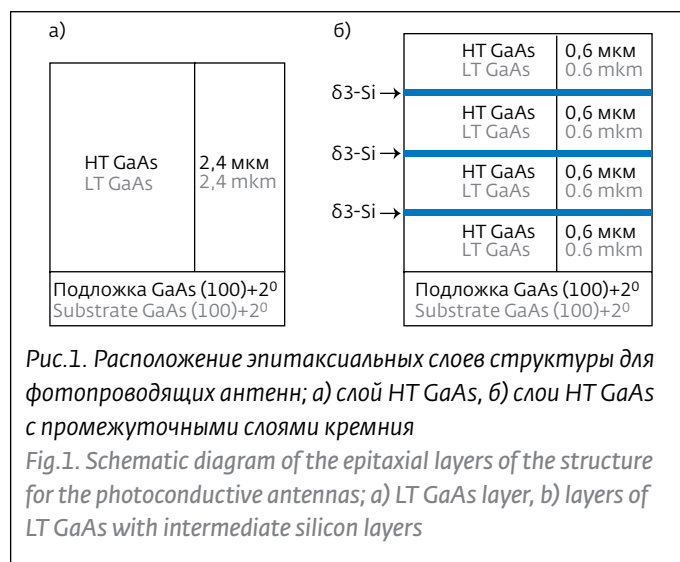 а)
HT GaAs
LT GaAs
2,4 мкм
2,4 mkm
Подложка GaAs (100)+2⁰
Substrate GaAs (100)+2⁰
б)
HT GaAs 0,6 мкм
LT GaAs 0.6 mkm
δ3-Si
HT GaAs 0,6 мкм
LT GaAs 0.6 mkm
δ3-Si
HT GaAs 0,6 мкм
LT GaAs 0.6 mkm
δ3-Si
HT GaAs 0,6 мкм
LT GaAs 0.6 mkm
Подложка GaAs (100)+2⁰
Substrate GaAs (100)+2⁰
Рис.1. Расположение эпитаксиальных слоев структуры для
фотопроводящих антенн; а) слой HT GaAs, б) слои HT GaAs
с промежуточными слоями кремния
Fig.1. Schematic diagram of the epitaxial layers of the structure
for the photoconductive antennas; a) LT GaAs layer, b) layers of
LT GaAs with intermediate silicon layers